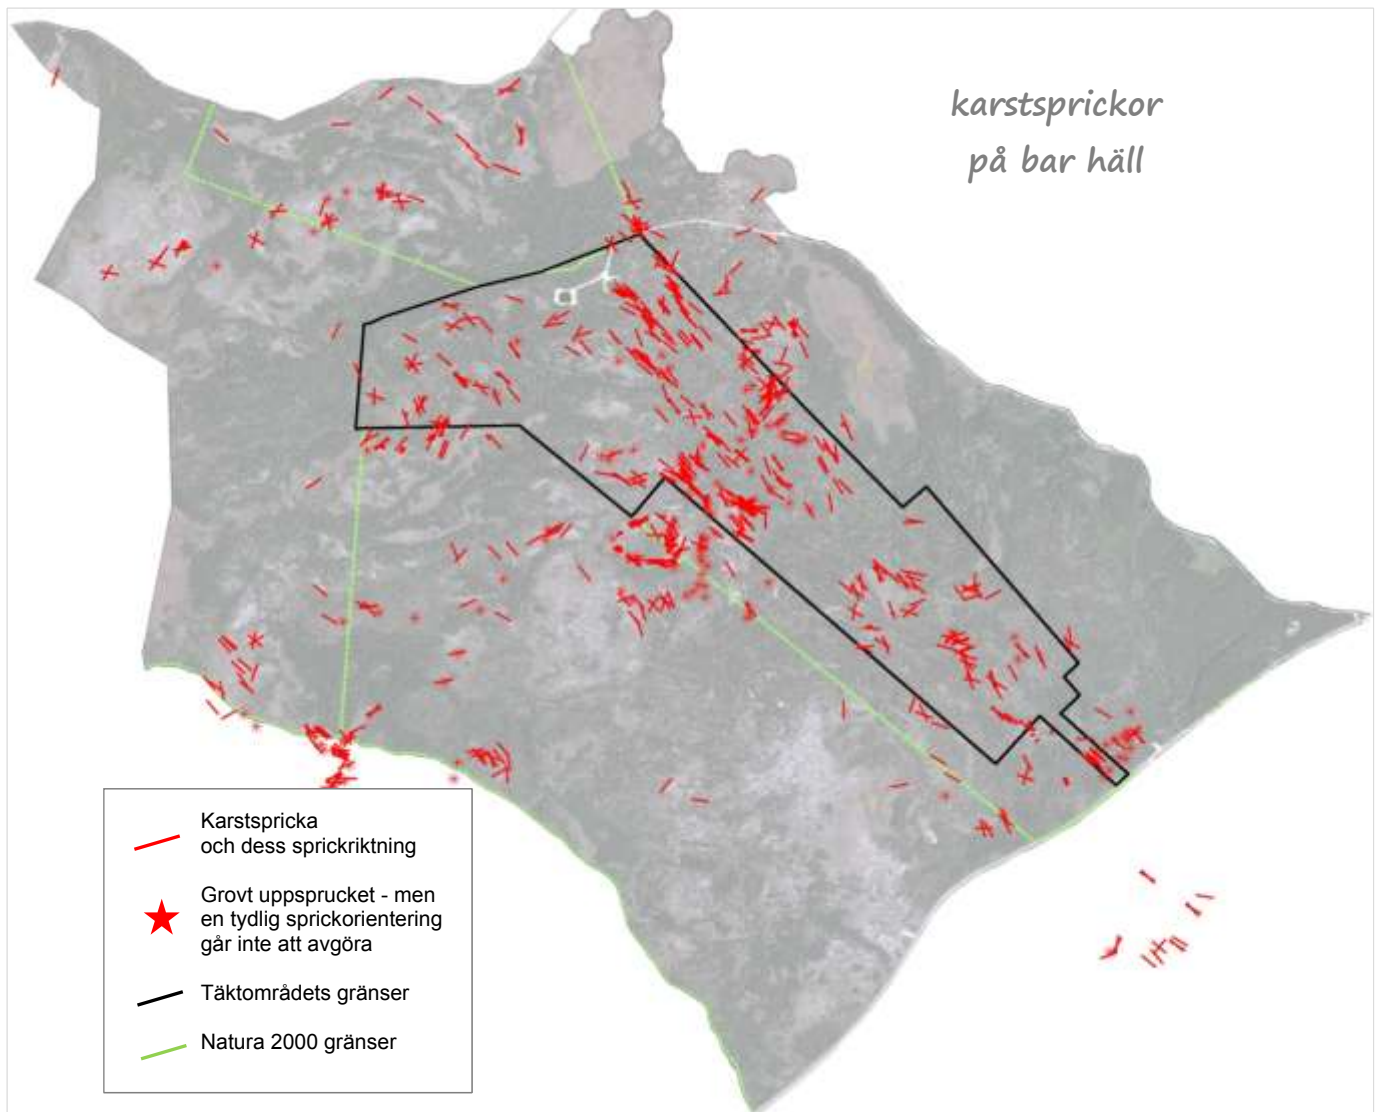 karstsprickor
på bar häll
Karstspricka
och dess sprickriktning
Grovt uppsprucket - men
en tydlig sprickorientering
går inte att avgöra
Täktområdets gränser
Natura 2000 gränser